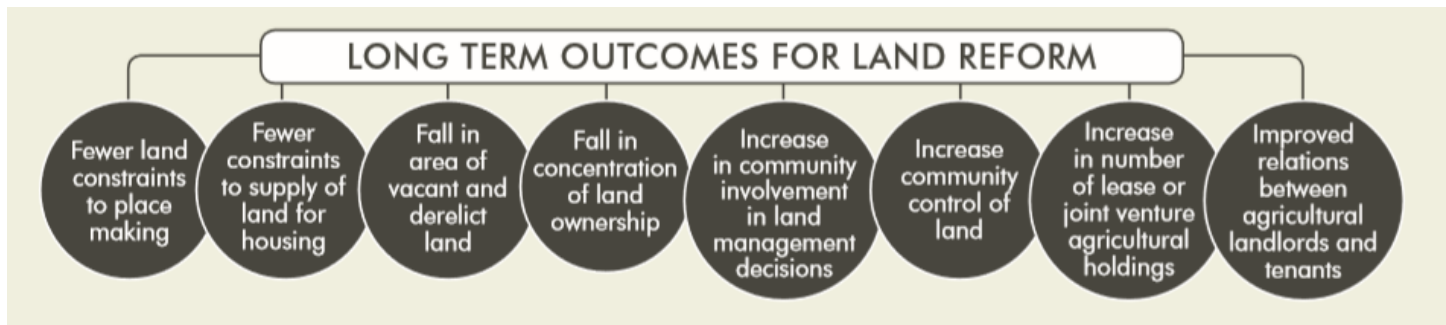 LONG TERM OUTCOMES FOR LAND REFORM
Fewer land
constraints
to place
making
Fewer
constraints
to supply of
land for
housing
Fall in
area of
vacant and
derelict
land
Fall in
concentration
of land
ownership
Increase
in community
involvement
in land
management
decisions
Increase
community
control of
land
Increase
in number
of lease or
joint venture
agricultural
holdings
Improved
relations
between
agricultural
landlords and
tenants